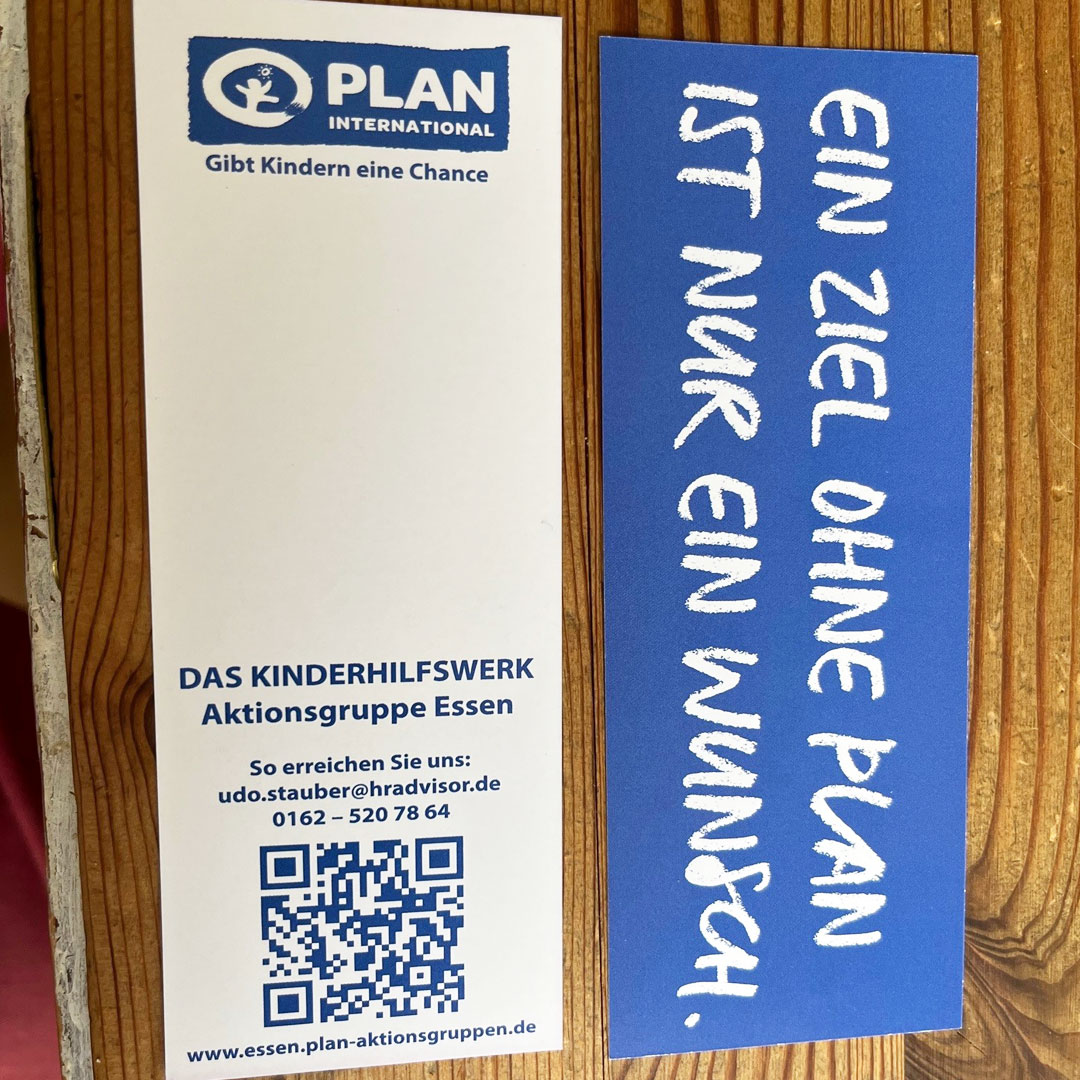 PLAN
INTERNATIONAL
Gibt Kindern eine Chance
DAS KINDERHILFSWERK
Aktionsgruppe Essen
So erreichen Sie uns:
udo.stauber@hradvisor.de
0162 – 520 78 64
www.essen.plan-aktionsgruppen.de
EIN ZIEL OHNE PLAN
IST NUR EIN WUNSCH.